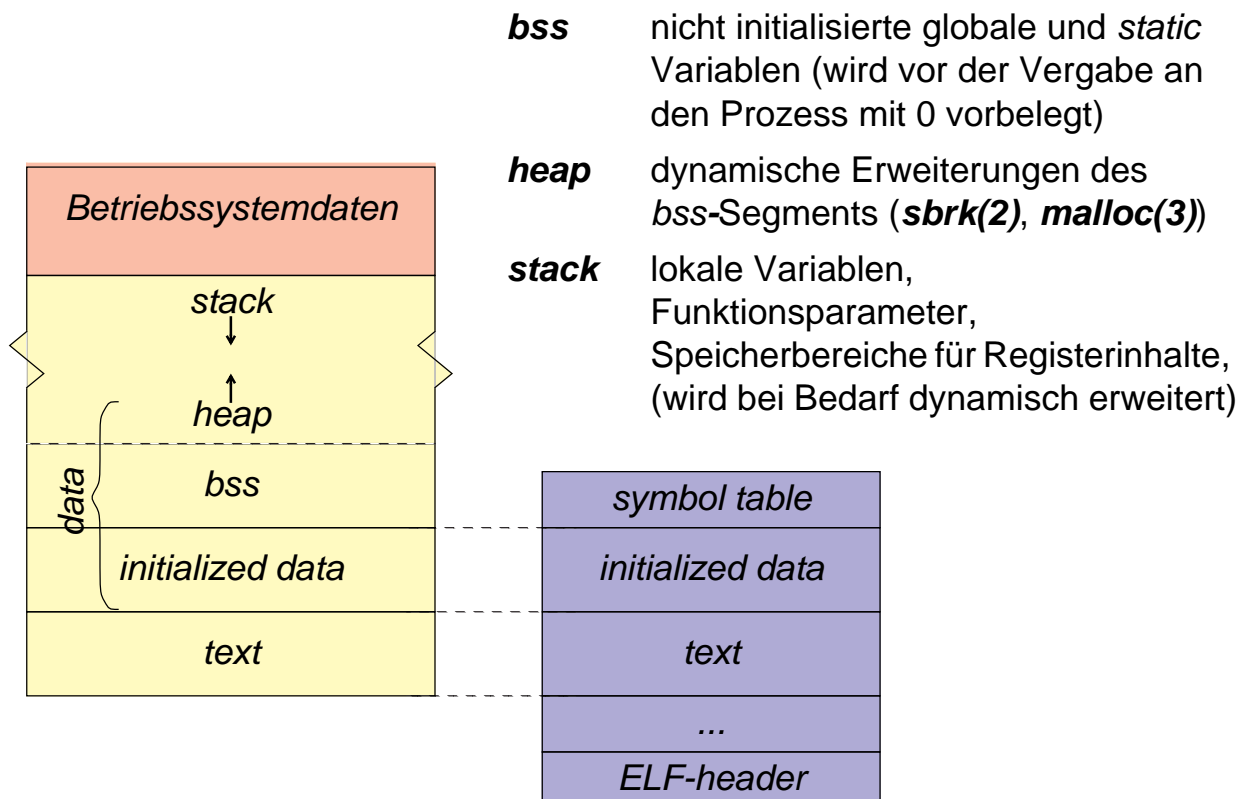 bss nicht initialisierte globale und static
Variablen (wird vor der Vergabe an
den Prozess mit 0 vorbelegt)
heap dynamische Erweiterungen des
bss-Segments (sbrk(2), malloc(3))
stack lokale Variablen,
Funktionsparameter,
Speicherbereiche für Registerinhalte,
(wird bei Bedarf dynamisch erweitert)
Betriebssystemdaten
stack
heap
data
bss
initialized data
text
symbol table
initialized data
text
...
ELF-header